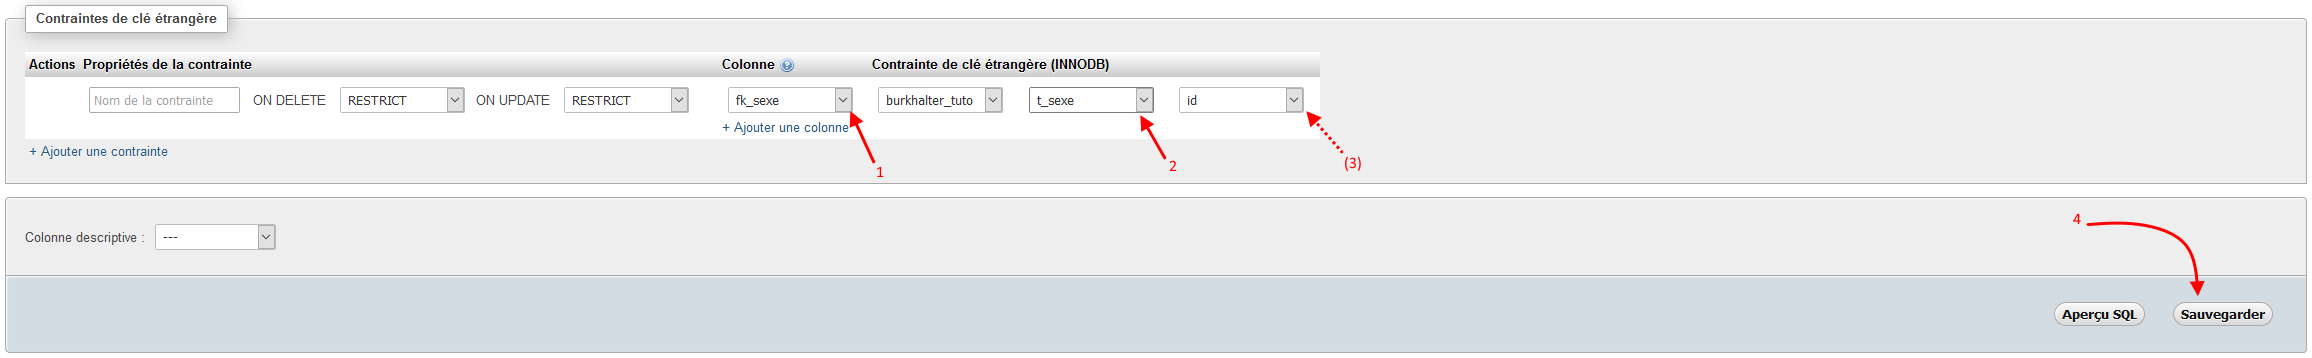 Contraintes de clé étrangère
Actions Propriétés de la contrainte Colonne Contrainte de clé étrangère (INNODB)
Nom de la contrainte ON DELETE RESTRICT ON UPDATE RESTRICT fk_sexe burkhalter_tuto t_sexe id
+ Ajouter une colonne
+ Ajouter une contrainte
1 2 (3)
4
Colonne descriptive : ---
Aperçu SQL Sauvegarder